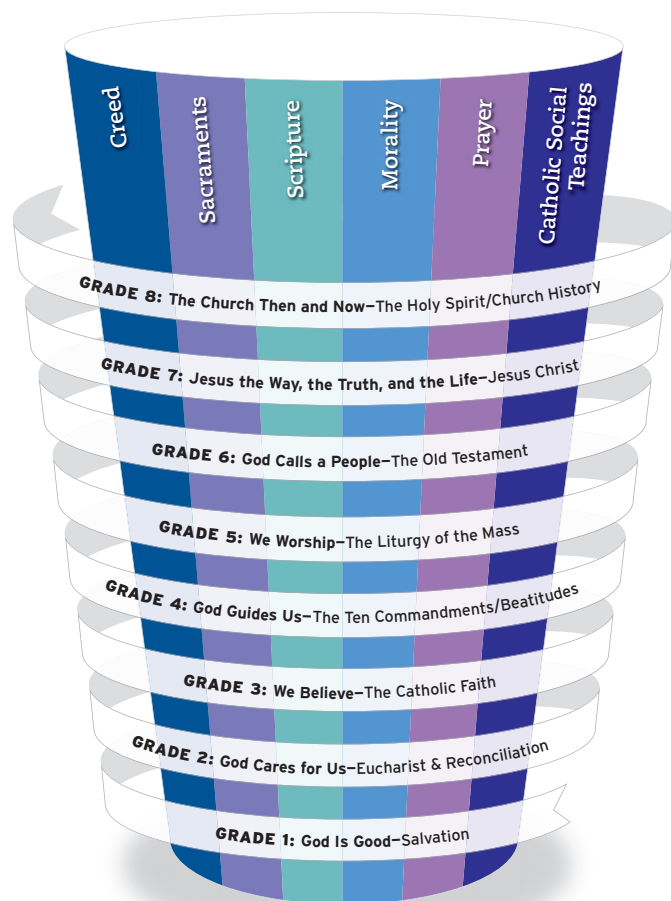 Creed
Sacraments
Scripture
Morality
Prayer
Catholic Social
Teachings
GRADE 8: The Church Then and Now—The Holy Spirit/Church History
GRADE 7: Jesus the Way, the Truth, and the Life—Jesus Christ
GRADE 6: God Calls a People—The Old Testament
GRADE 5: We Worship—The Liturgy of the Mass
GRADE 4: God Guides Us—The Ten Commandments/Beatitudes
GRADE 3: We Believe—The Catholic Faith
GRADE 2: God Cares for Us—Eucharist & Reconciliation
GRADE 1: God Is Good—Salvation